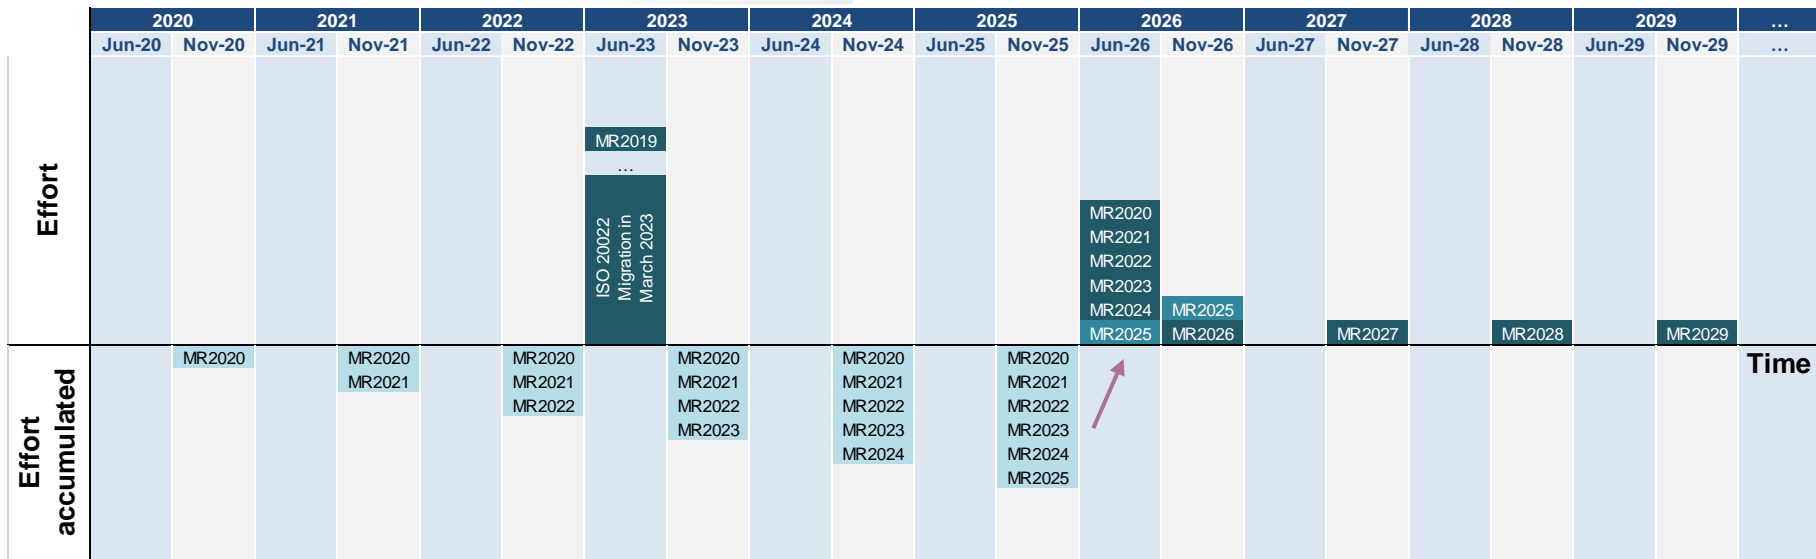 2020 2021 2022 2023 2024 2025 2026 2027 2028 2029 ...
Jun-20 Nov-20 Jun-21 Nov-21 Jun-22 Nov-22 Jun-23 Nov-23 Jun-24 Nov-24 Jun-25 Nov-25 Jun-26 Nov-26 Jun-27 Nov-27 Jun-28 Nov-28 Jun-29 Nov-29 ...
Effort
MR2019
...
ISO 20022
Migration in
March 2023
MR2020
MR2021
MR2022
MR2023
MR2024 MR2025
MR2025 MR2026 MR2027 MR2028 MR2029
Time
Effort
accumulated
MR2020 MR2020 MR2020 MR2020 MR2020 MR2020
MR2021 MR2021 MR2021 MR2021 MR2021
MR2022 MR2022 MR2022 MR2022
MR2023 MR2023 MR2023
MR2024 MR2024
MR2025